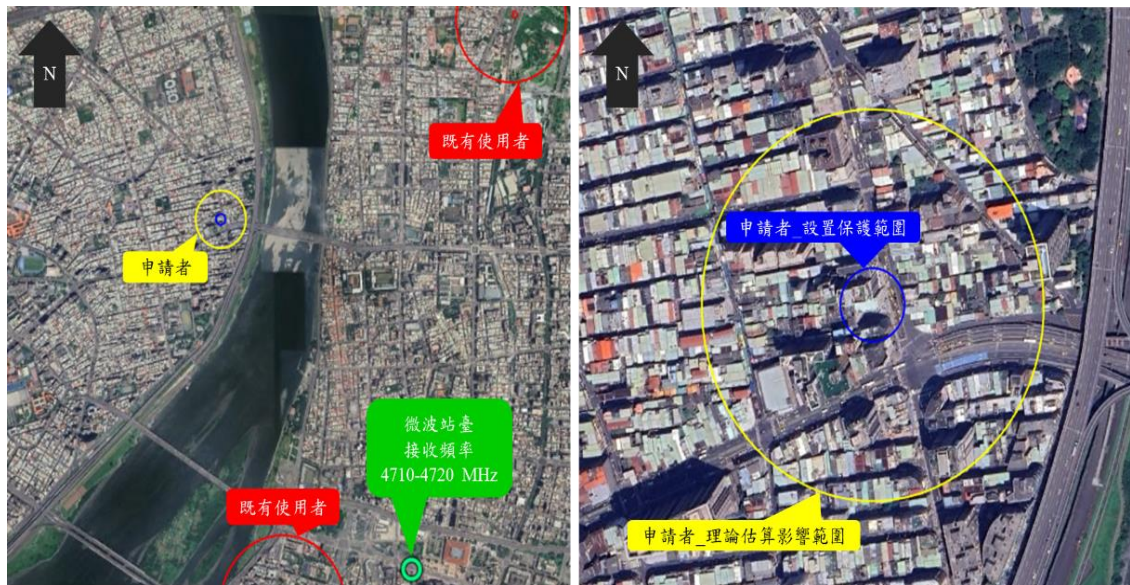 N
既有使用者
申請者
微波站臺
接收頻率
4710-4720 MHz
既有使用者
N
申請者_設置保護範圍
申請者_理論估算影響範圍